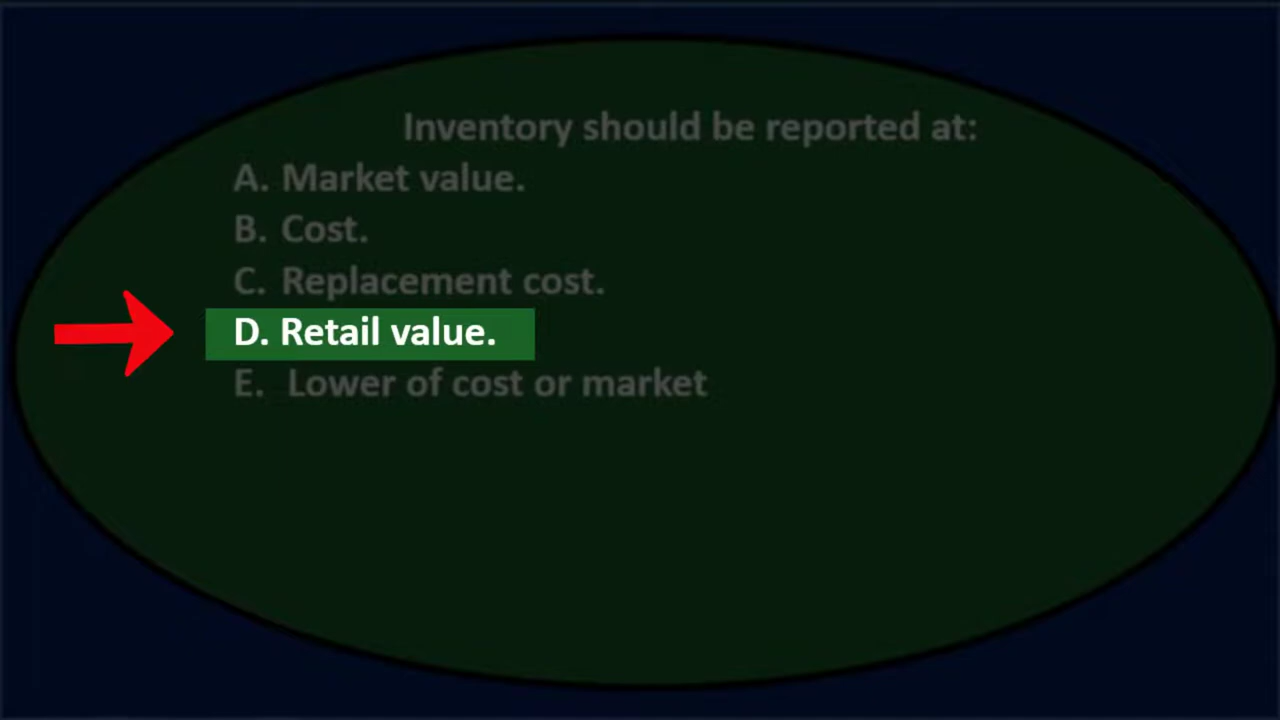 Inventory should be reported at:
A. Market value.
B. Cost.
C. Replacement cost.
D. Retail value.
E. Lower of cost or market